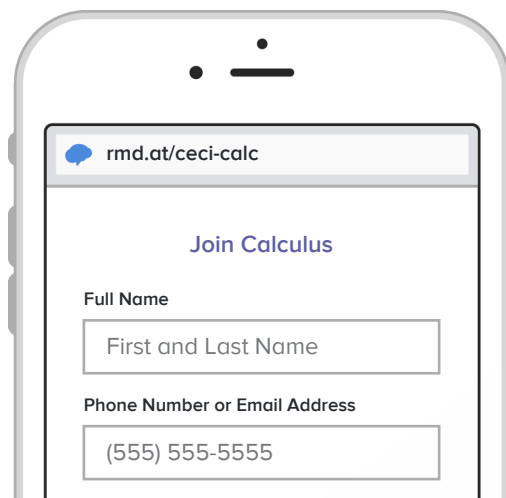 rmd.at/ceci-calc
Join Calculus
Full Name
First and Last Name
Phone Number or Email Address
(555) 555-5555